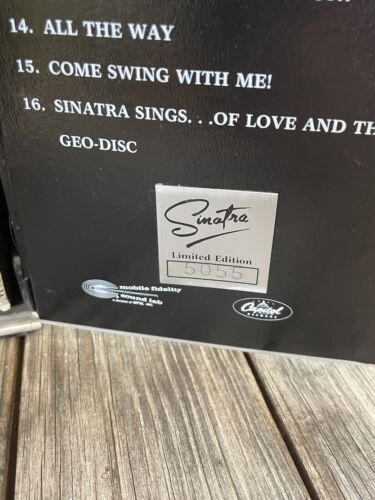 14. ALL THE WAY
15. COME SWING WITH ME!
16. SINATRA SINGS. . .OF LOVE AND TH
GEO-DISC
Sinatra
Limited Edition
5055
mobile fidelity
sound lab
Capitol
RECORDS